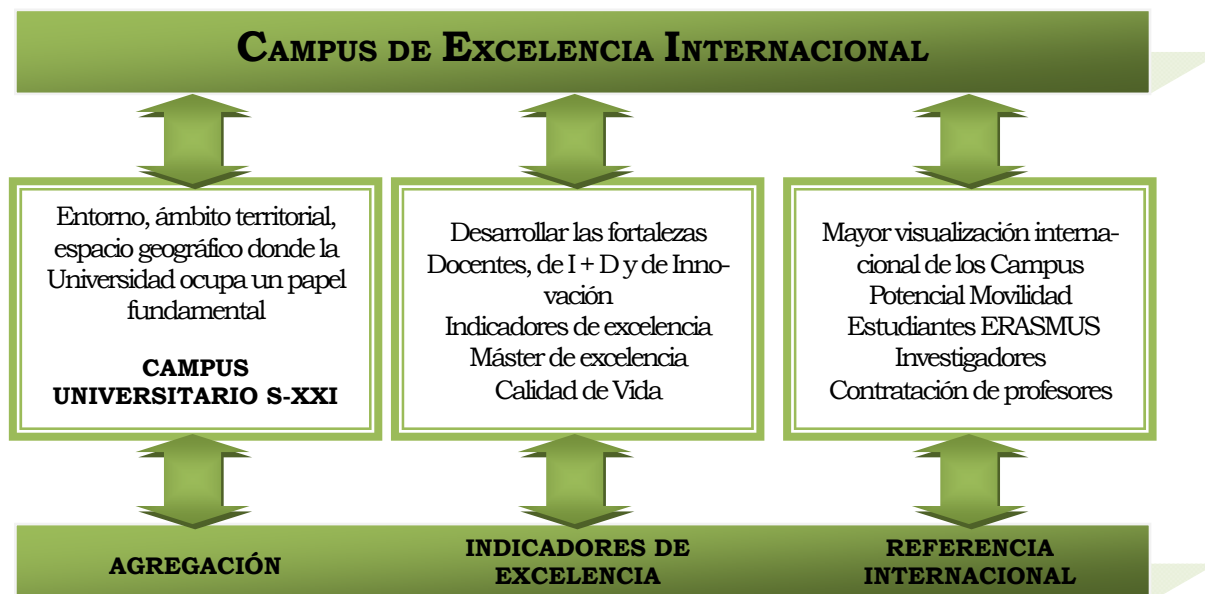 CAMPUS DE EXCELENCIA INTERNACIONAL
Entorno, ámbito territorial,
espacio geográfico donde la
Universidad ocupa un papel
fundamental
CAMPUS
UNIVERSITARIO S-XXI
Desarrollar las fortalezas
Docentes, de I + D y de Inno-
vación
Indicadores de excelencia
Máster de excelencia
Calidad de Vida
Mayor visualización interna-
cional de los Campus
Potencial Movilidad
Estudiantes ERASMUS
Investigadores
Contratación de profesores
AGREGACIÓN
INDICADORES DE
EXCELENCIA
REFERENCIA
INTERNACIONAL